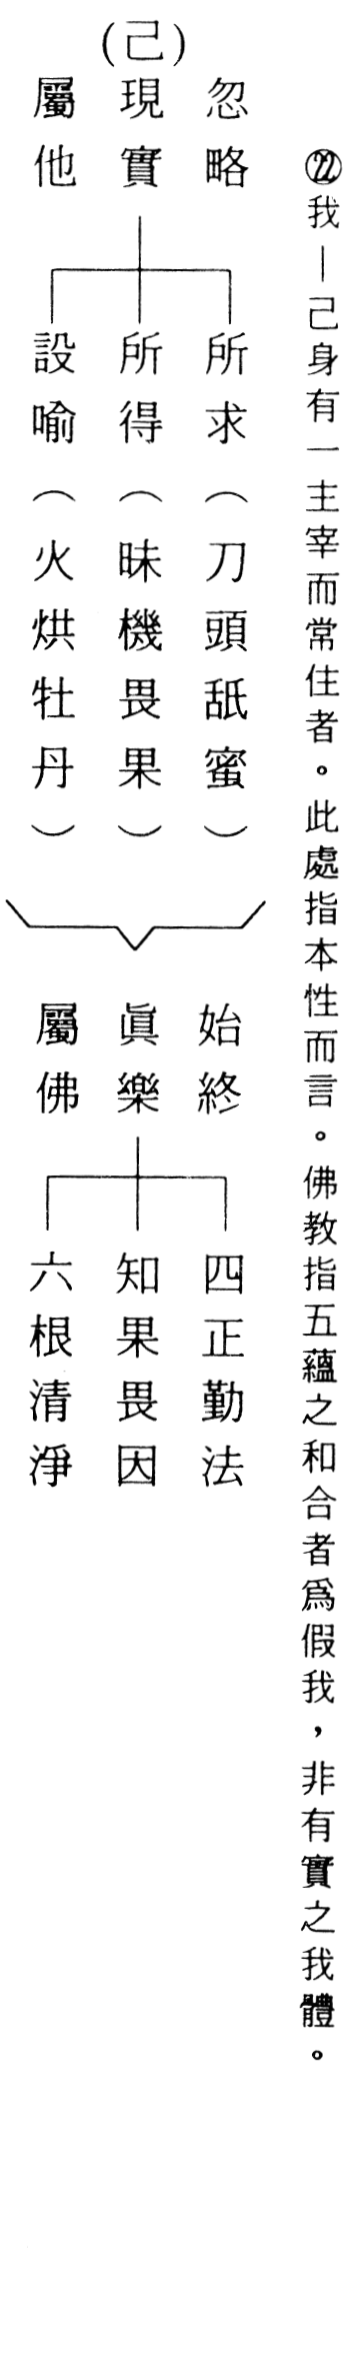 ㉒我—己身有一主宰而常住者。此處指本性而言。佛教指五蘊之和合者爲假我，非有實之我體。
(己)
忽略
現實
屬他
所求（刀頭舐蜜）
所得（昧機畏果）
設喻（火烘牡丹）
始終
眞樂
屬佛
四正勤法
知果畏因
六根清淨